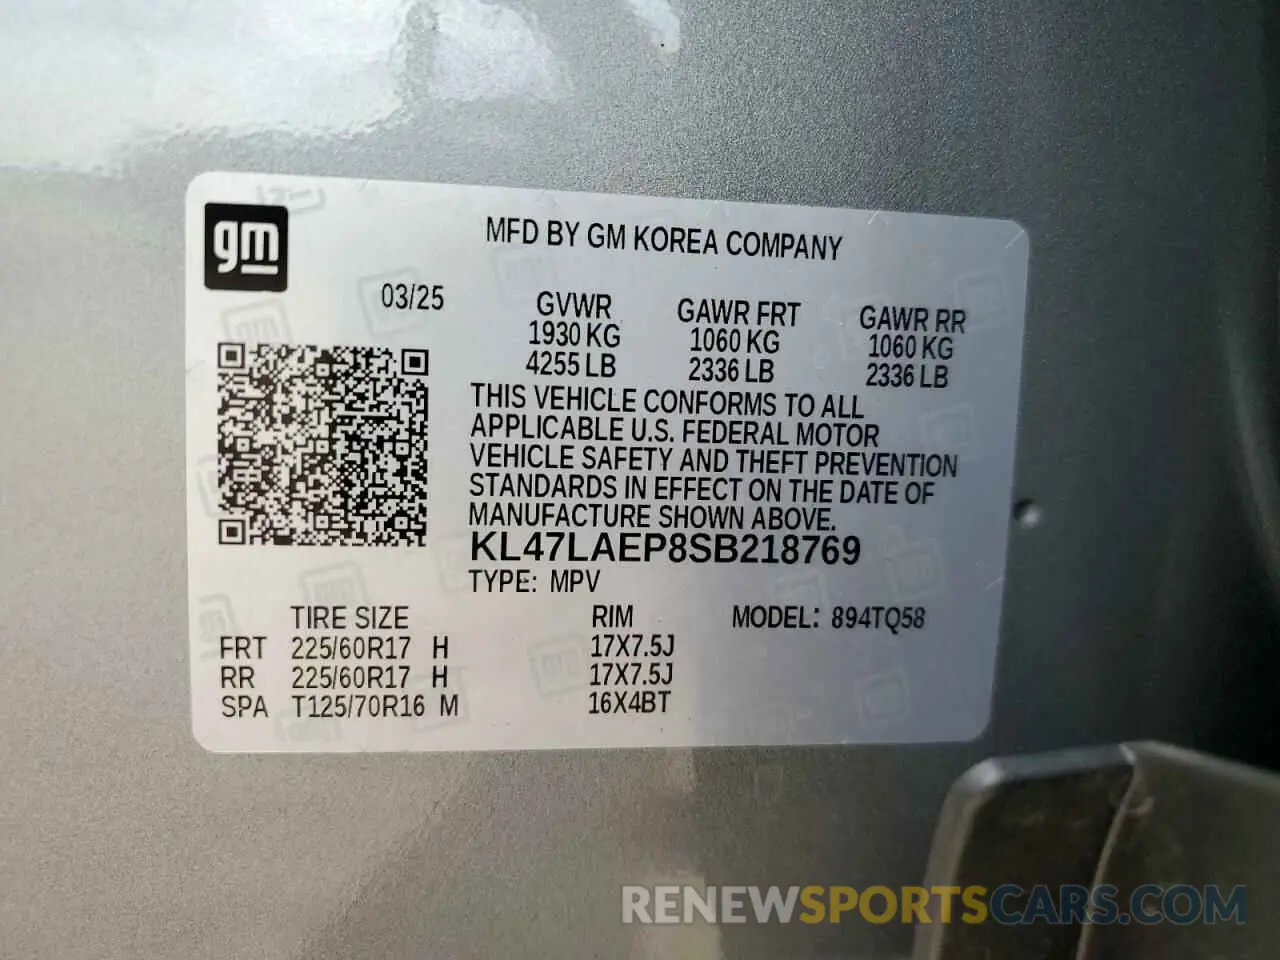 gm
MFD BY GM KOREA COMPANY
03/25
GVWR GAWR FRT GAWR RR
1930 KG 1060 KG 1060 KG
4255 LB 2336 LB 2336 LB
THIS VEHICLE CONFORMS TO ALL
APPLICABLE U.S. FEDERAL MOTOR
VEHICLE SAFETY AND THEFT PREVENTION
STANDARDS IN EFFECT ON THE DATE OF
MANUFACTURE SHOWN ABOVE.
KL47LAEP8SB218769
TYPE: MPV
TIRE SIZE RIM MODEL: 894TQ58
FRT 225/60R17 H 17X7.5J
RR 225/60R17 H 17X7.5J
SPA T125/70R16 M 16X4BT
RENEWSPORTSCARS.COM